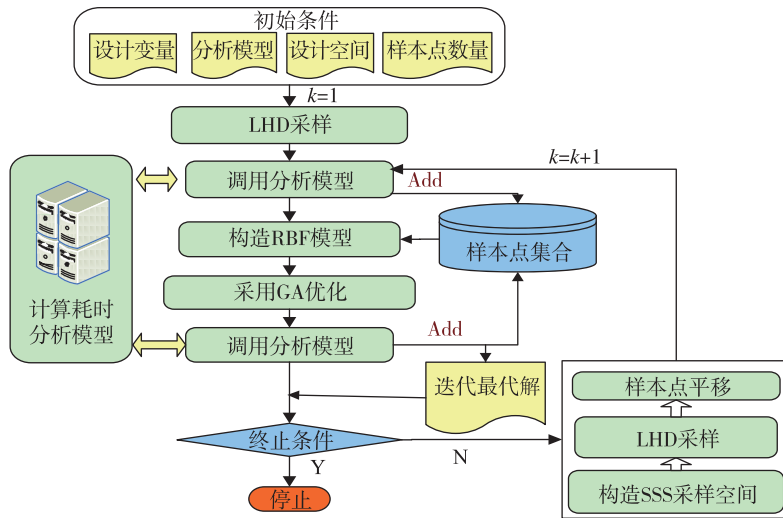 初始条件
设计变量
分析模型
设计空间
样本点数量
k=1
LHD采样
k=k+1
调用分析模型
Add
构造RBF模型
样本点集合
采用GA优化
计算耗时
分析模型
Add
调用分析模型
迭代最代解
样本点平移
终止条件
LHD采样
Y
N
构造SSS采样空间
停止